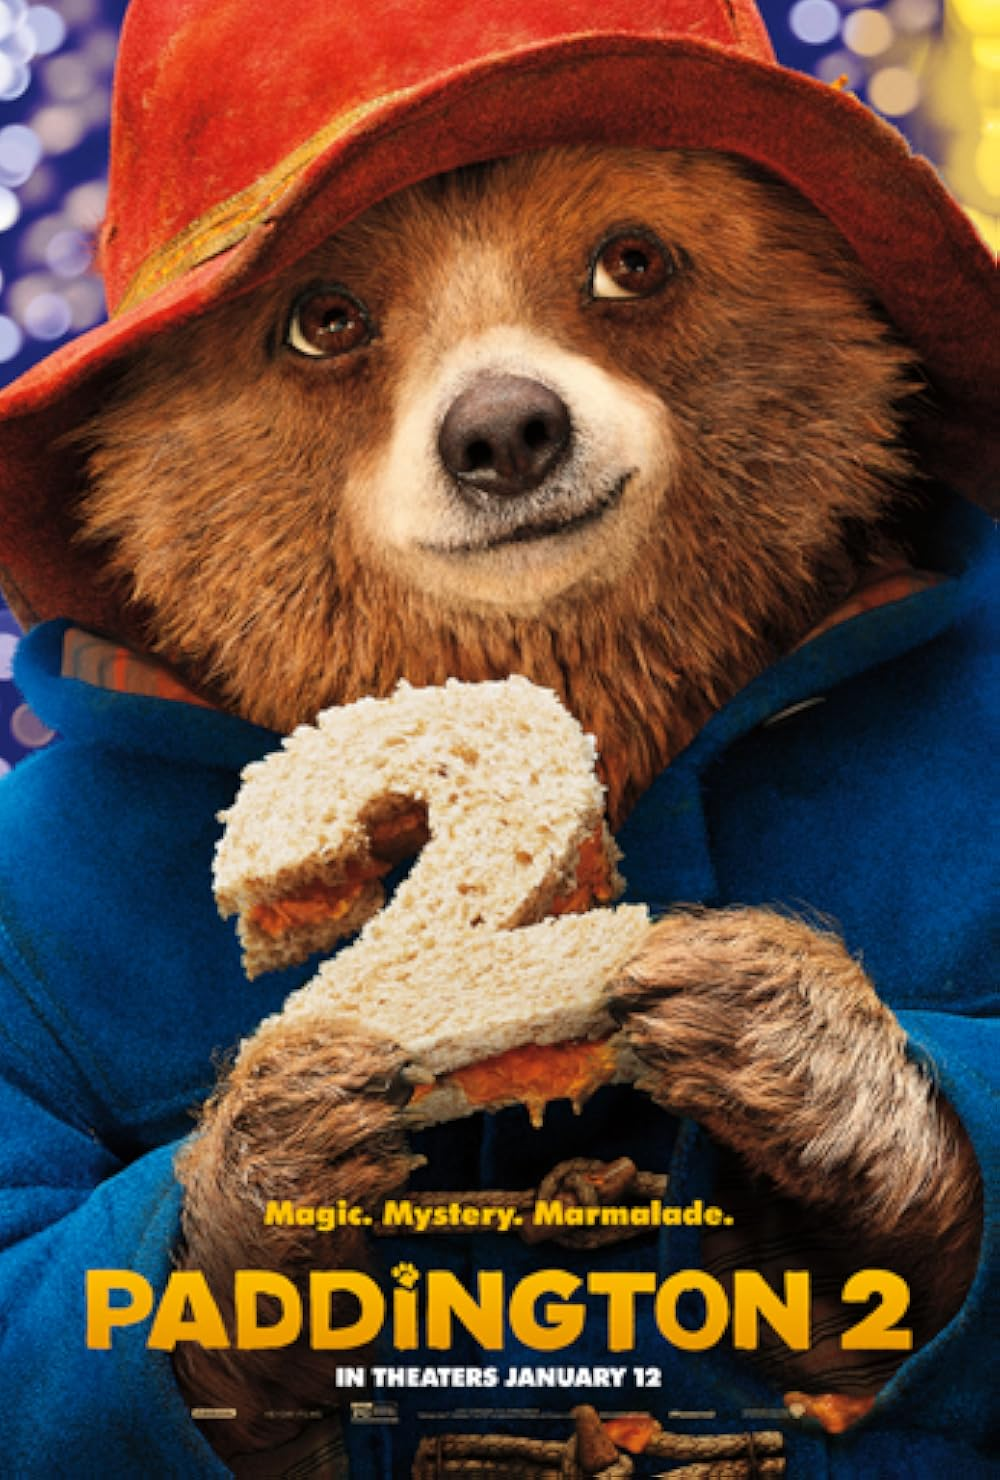 Magic. Mystery. Marmalade.
PADDINGTON 2
IN THEATERS JANUARY 12